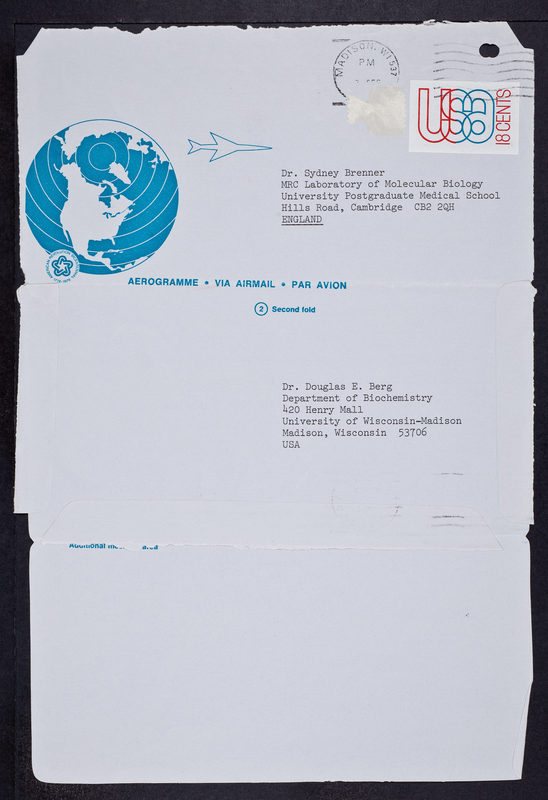 MADISON, WI 537
PM
USA
18 CENTS
Dr. Sydney Brenner
MRC Laboratory of Molecular Biology
University Postgraduate Medical School
Hills Road, Cambridge CB2 2QH
ENGLAND
AEROGRAMME • VIA AIRMAIL • PAR AVION
2 Second fold
Dr. Douglas E. Berg
Department of Biochemistry
420 Henry Mall
University of Wisconsin-Madison
Madison, Wisconsin 53706
USA
Additional
area